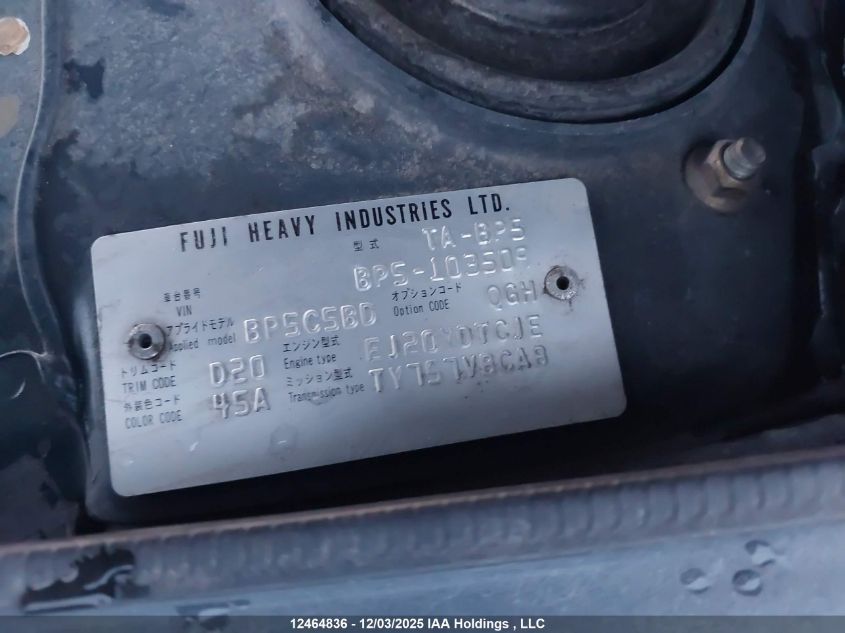 FUJI HEAVY INDUSTRIES LTD.
型式 TA-BP5
車台番号 VIN BP5-103509
アプライドモデル Applied model BP5C5BD オプションコード Option CODE QGH
トリムコード TRIM CODE D20 エンジン型式 Engine type EJ20YDTCJE
外装色コード COLOR CODE 45A ミッション型式 Transmission type TY757VBCAB
12464836 - 12/03/2025 IAA Holdings , LLC